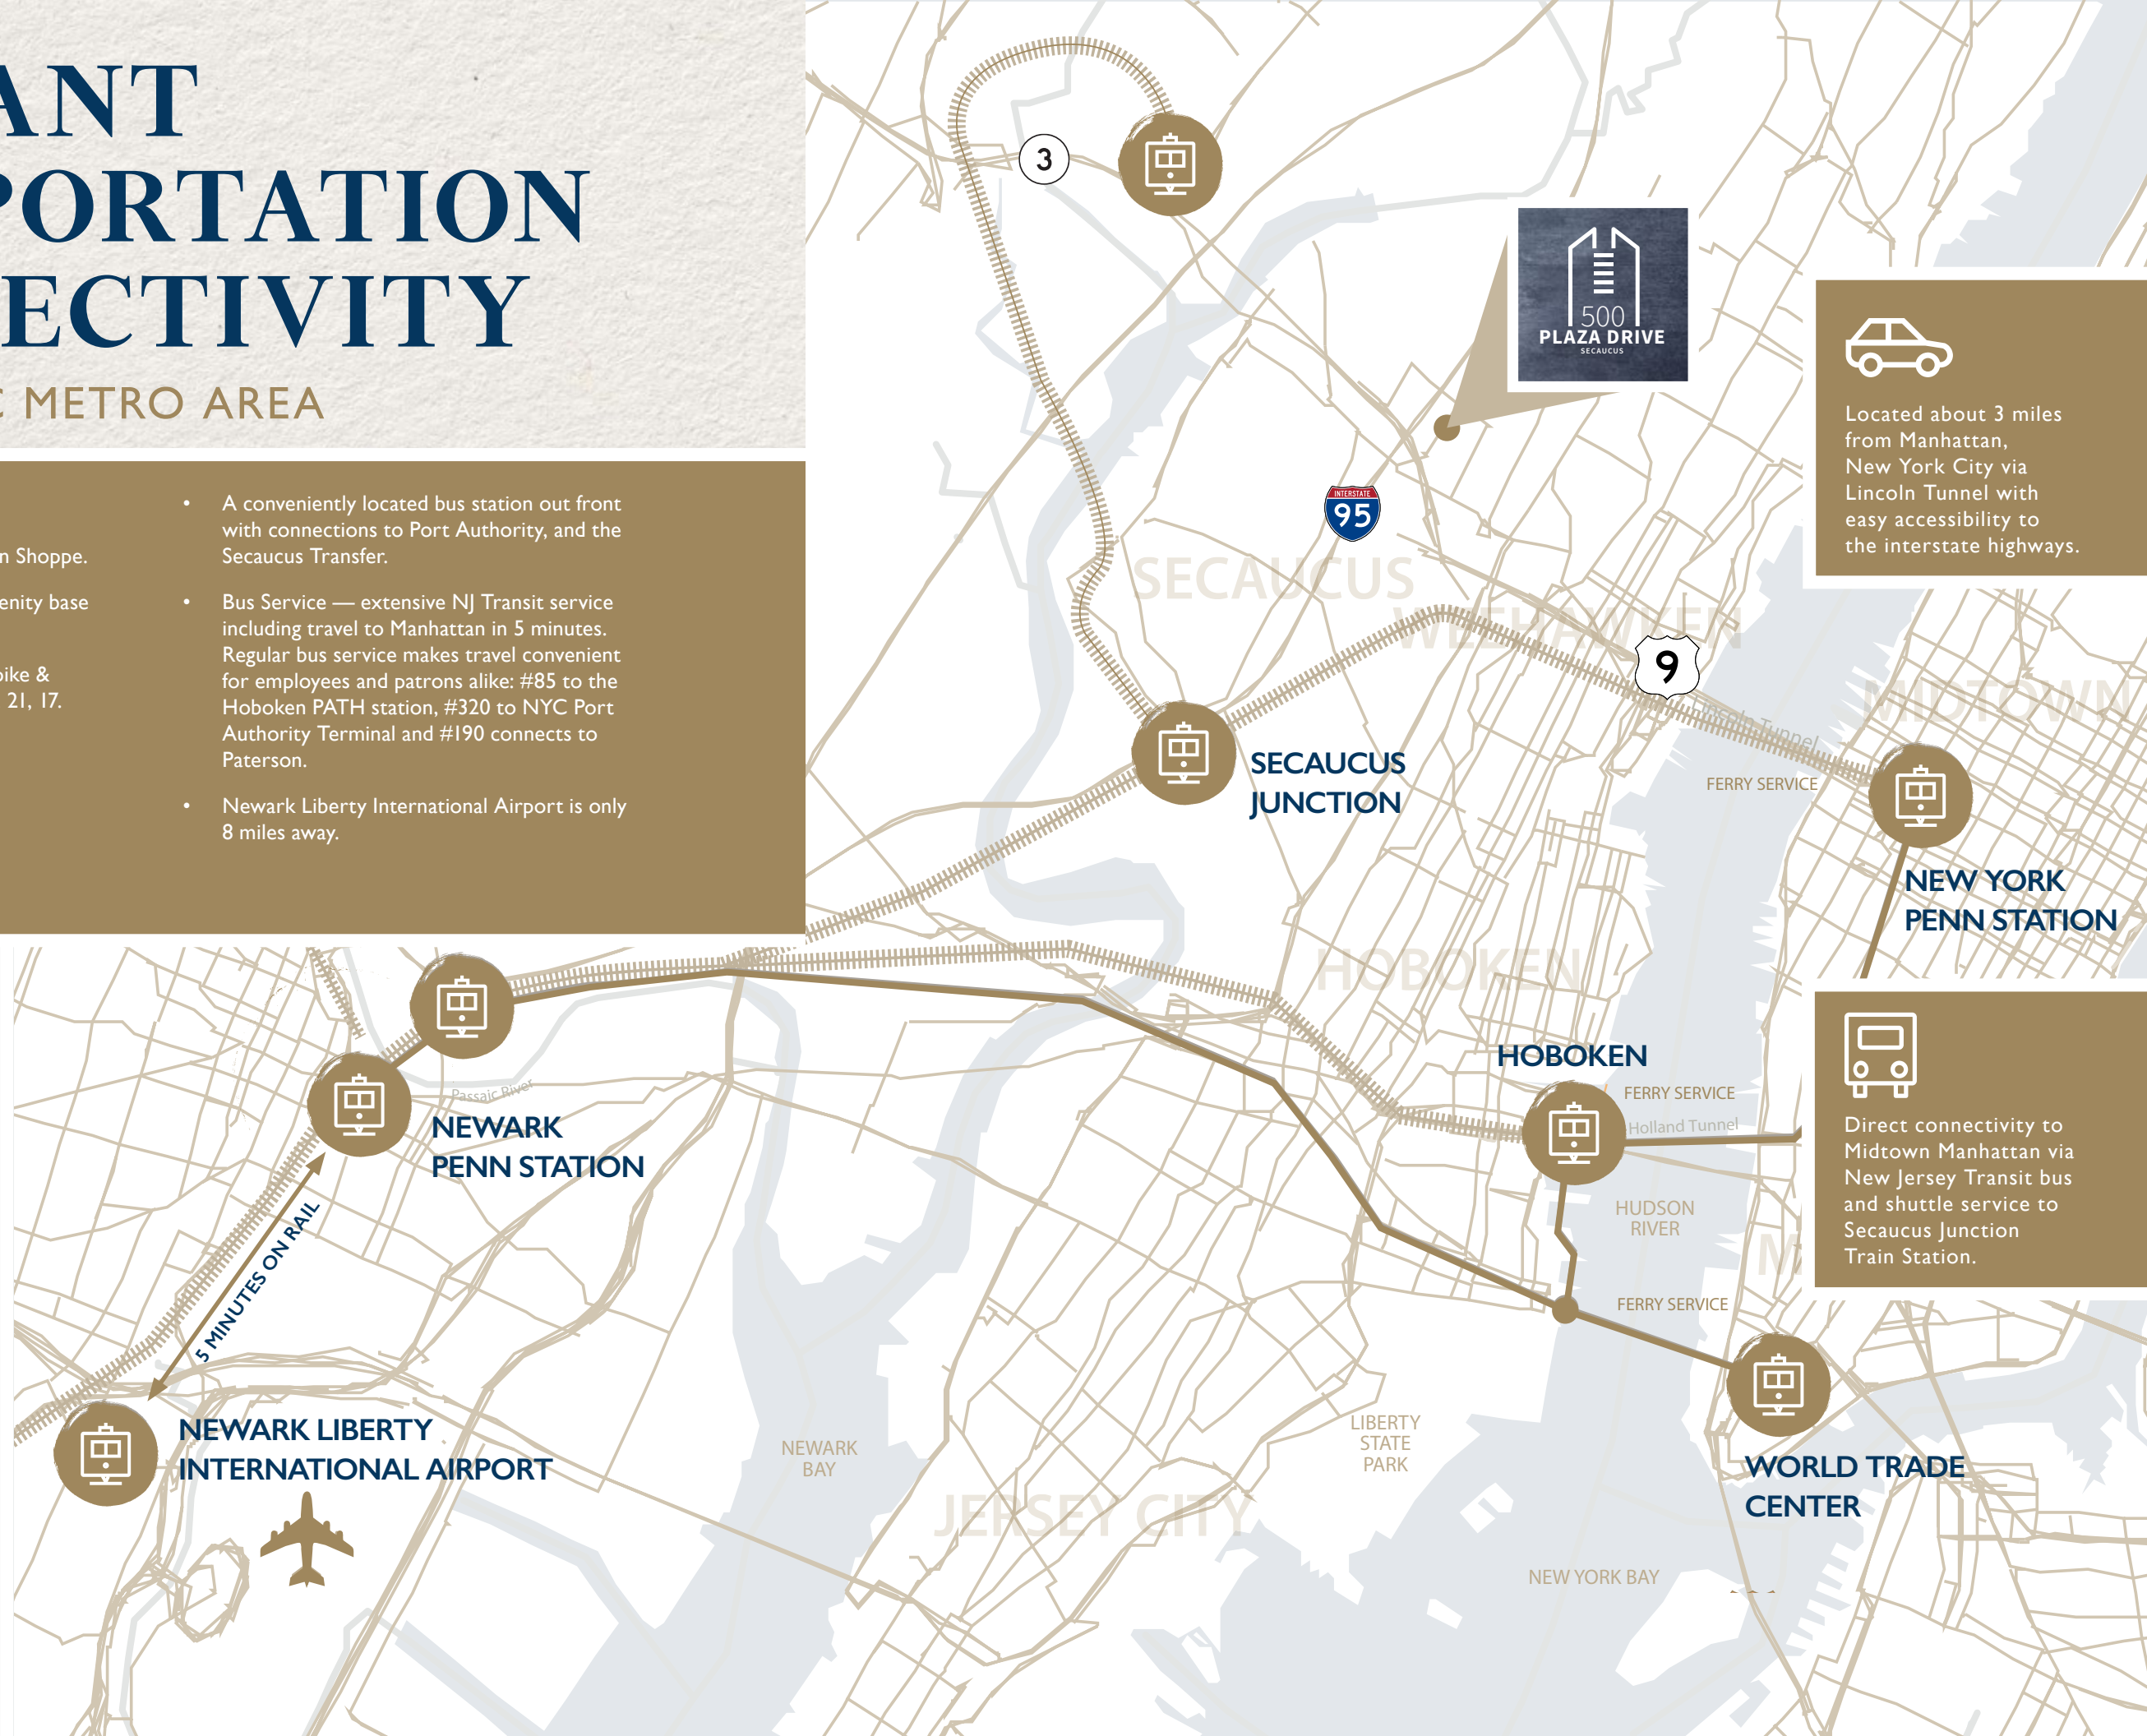 ANT
PORTATION
ECTIVITY
METRO AREA
n Shoppe.
enity base
ike &
21, 17.
• A conveniently located bus station out front
with connections to Port Authority, and the
Secaucus Transfer.
• Bus Service — extensive NJ Transit service
including travel to Manhattan in 5 minutes.
Regular bus service makes travel convenient
for employees and patrons alike: #85 to the
Hoboken PATH station, #320 to NYC Port
Authority Terminal and #190 connects to
Paterson.
• Newark Liberty International Airport is only
8 miles away.
3
500
PLAZA DRIVE
SECAUCUS
Located about 3 miles
from Manhattan,
New York City via
Lincoln Tunnel with
easy accessibility to
the interstate highways.
INTERSTATE
95
SECAUCUS
WEEHAWKEN
9
MIDTOWN
Lincoln Tunnel
FERRY SERVICE
SECAUCUS
JUNCTION
NEW YORK
PENN STATION
HOBOKEN
HOBOKEN
FERRY SERVICE
Holland Tunnel
Passaic River
NEWARK
PENN STATION
HUDSON
RIVER
M
Direct connectivity to
Midtown Manhattan via
New Jersey Transit bus
and shuttle service to
Secaucus Junction
Train Station.
5 MINUTES ON RAIL
FERRY SERVICE
NEWARK LIBERTY
INTERNATIONAL AIRPORT
NEWARK
BAY
LIBERTY
STATE
PARK
WORLD TRADE
CENTER
JERSEY CITY
NEW YORK BAY